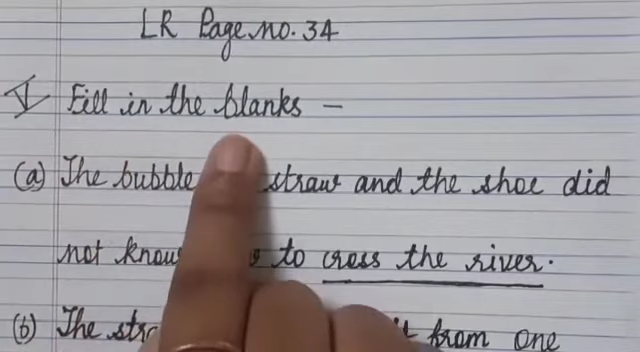 LR Page no. 34
V Fill in the blanks –
(a) The bubble straw and the shoe did
not know to cross the river.
(b) The from one